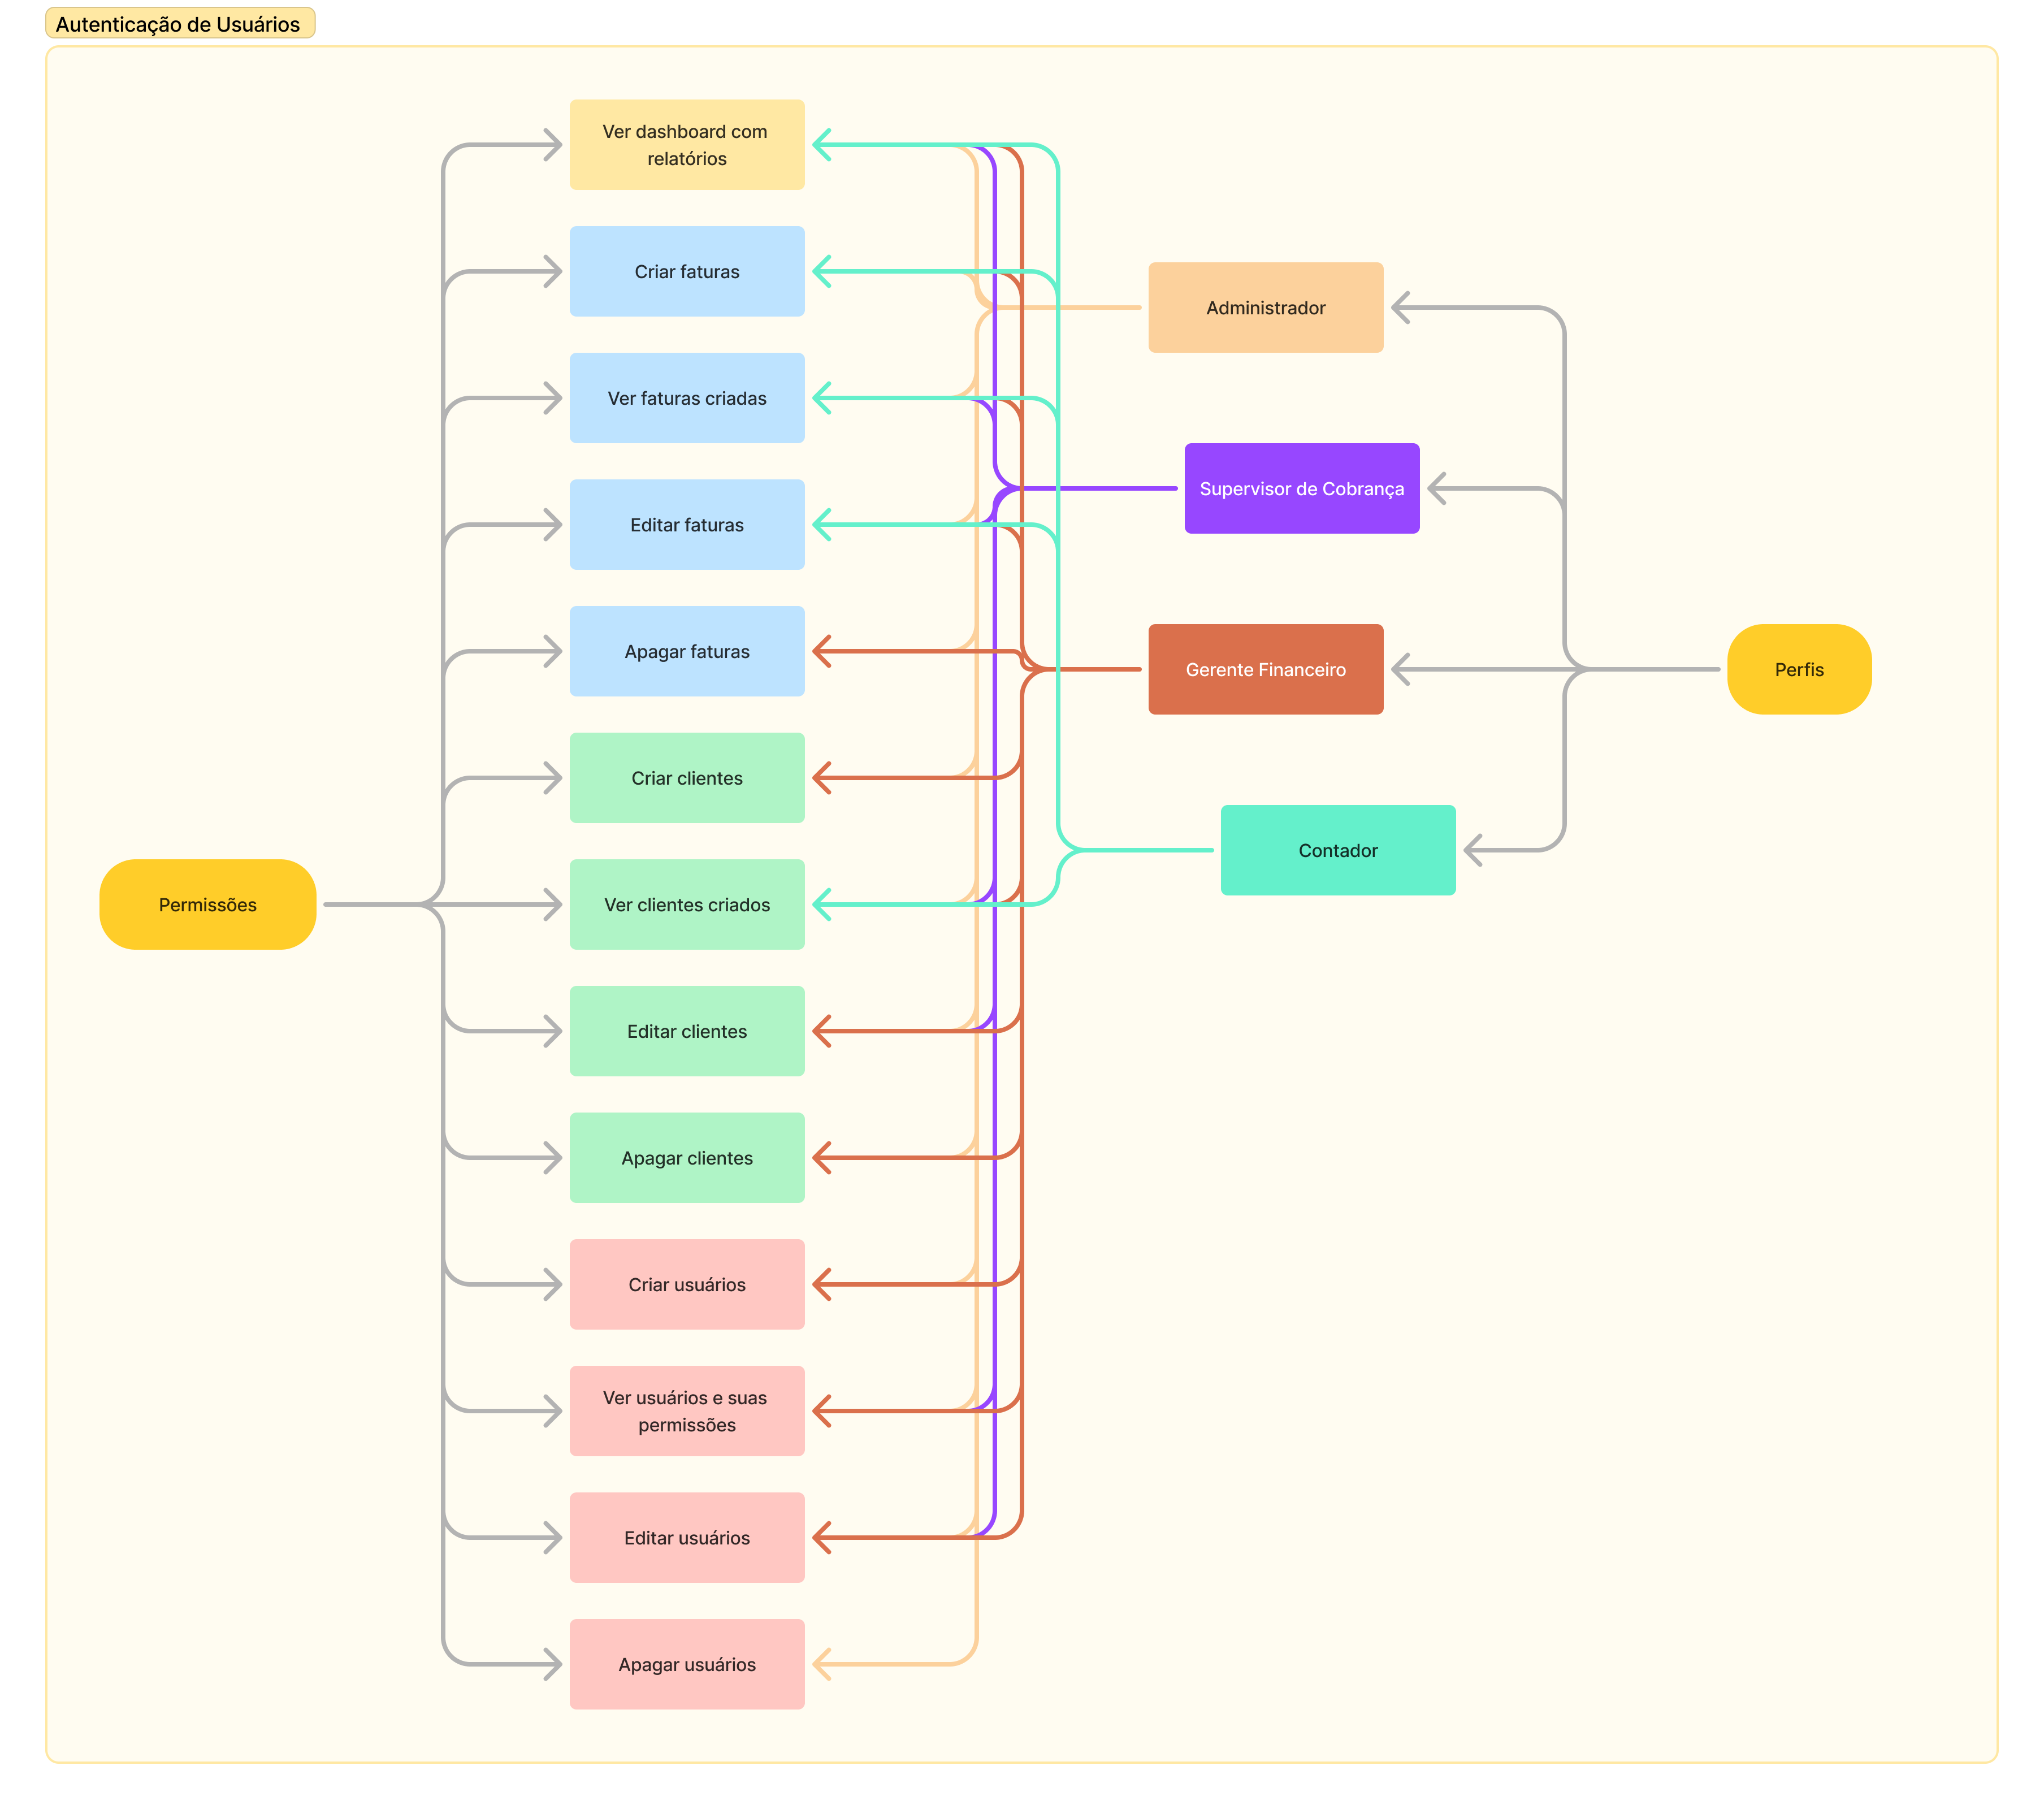 Autenticação de Usuários
Ver dashboard com
relatórios
Criar faturas
Ver faturas criadas
Editar faturas
Apagar faturas
Criar clientes
Ver clientes criados
Editar clientes
Apagar clientes
Criar usuários
Ver usuários e suas
permissões
Editar usuários
Apagar usuários
Permissões
Administrador
Supervisor de Cobrança
Gerente Financeiro
Contador
Perfis